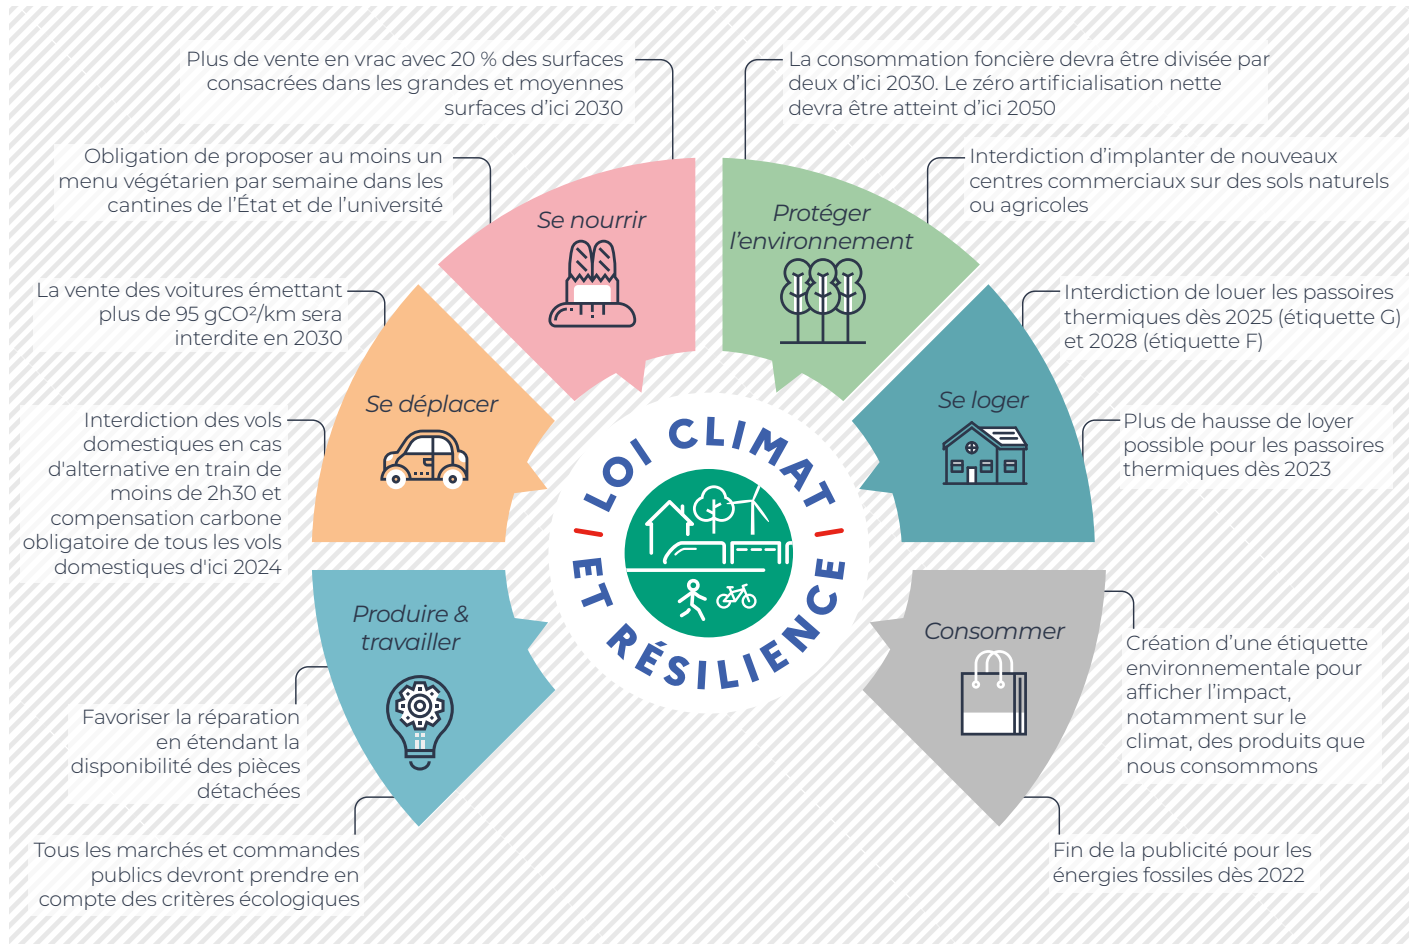 Plus de vente en vrac avec 20 % des surfaces
consacrées dans les grandes et moyennes
surfaces d’ici 2030
La consommation foncière devra être divisée par
deux d’ici 2030. Le zéro artificialisation nette
devra être atteint d’ici 2050
Obligation de proposer au moins un
menu végétarien par semaine dans les
cantines de l’État et de l’université
Interdiction d’implanter de nouveaux
centres commerciaux sur des sols naturels
ou agricoles
Se nourrir
Protéger
l’environnement
La vente des voitures émettant
plus de 95 gCO²/km sera
interdite en 2030
Interdiction de louer les passoires
thermiques dès 2025 (étiquette G)
et 2028 (étiquette F)
Se déplacer
Se loger
Interdiction des vols
domestiques en cas
d'alternative en train de
moins de 2h30 et
compensation carbone
obligatoire de tous les vols
domestiques d'ici 2024
Plus de hausse de loyer
possible pour les passoires
thermiques dès 2023
LOI CLIMAT
ET RÉSILIENCE
Produire &
travailler
Consommer
Favoriser la réparation
en étendant la
disponibilité des pièces
détachées
Création d’une étiquette
environnementale pour
afficher l’impact,
notamment sur le
climat, des produits que
nous consommons
Tous les marchés et commandes
publics devront prendre en
compte des critères écologiques
Fin de la publicité pour les
énergies fossiles dès 2022